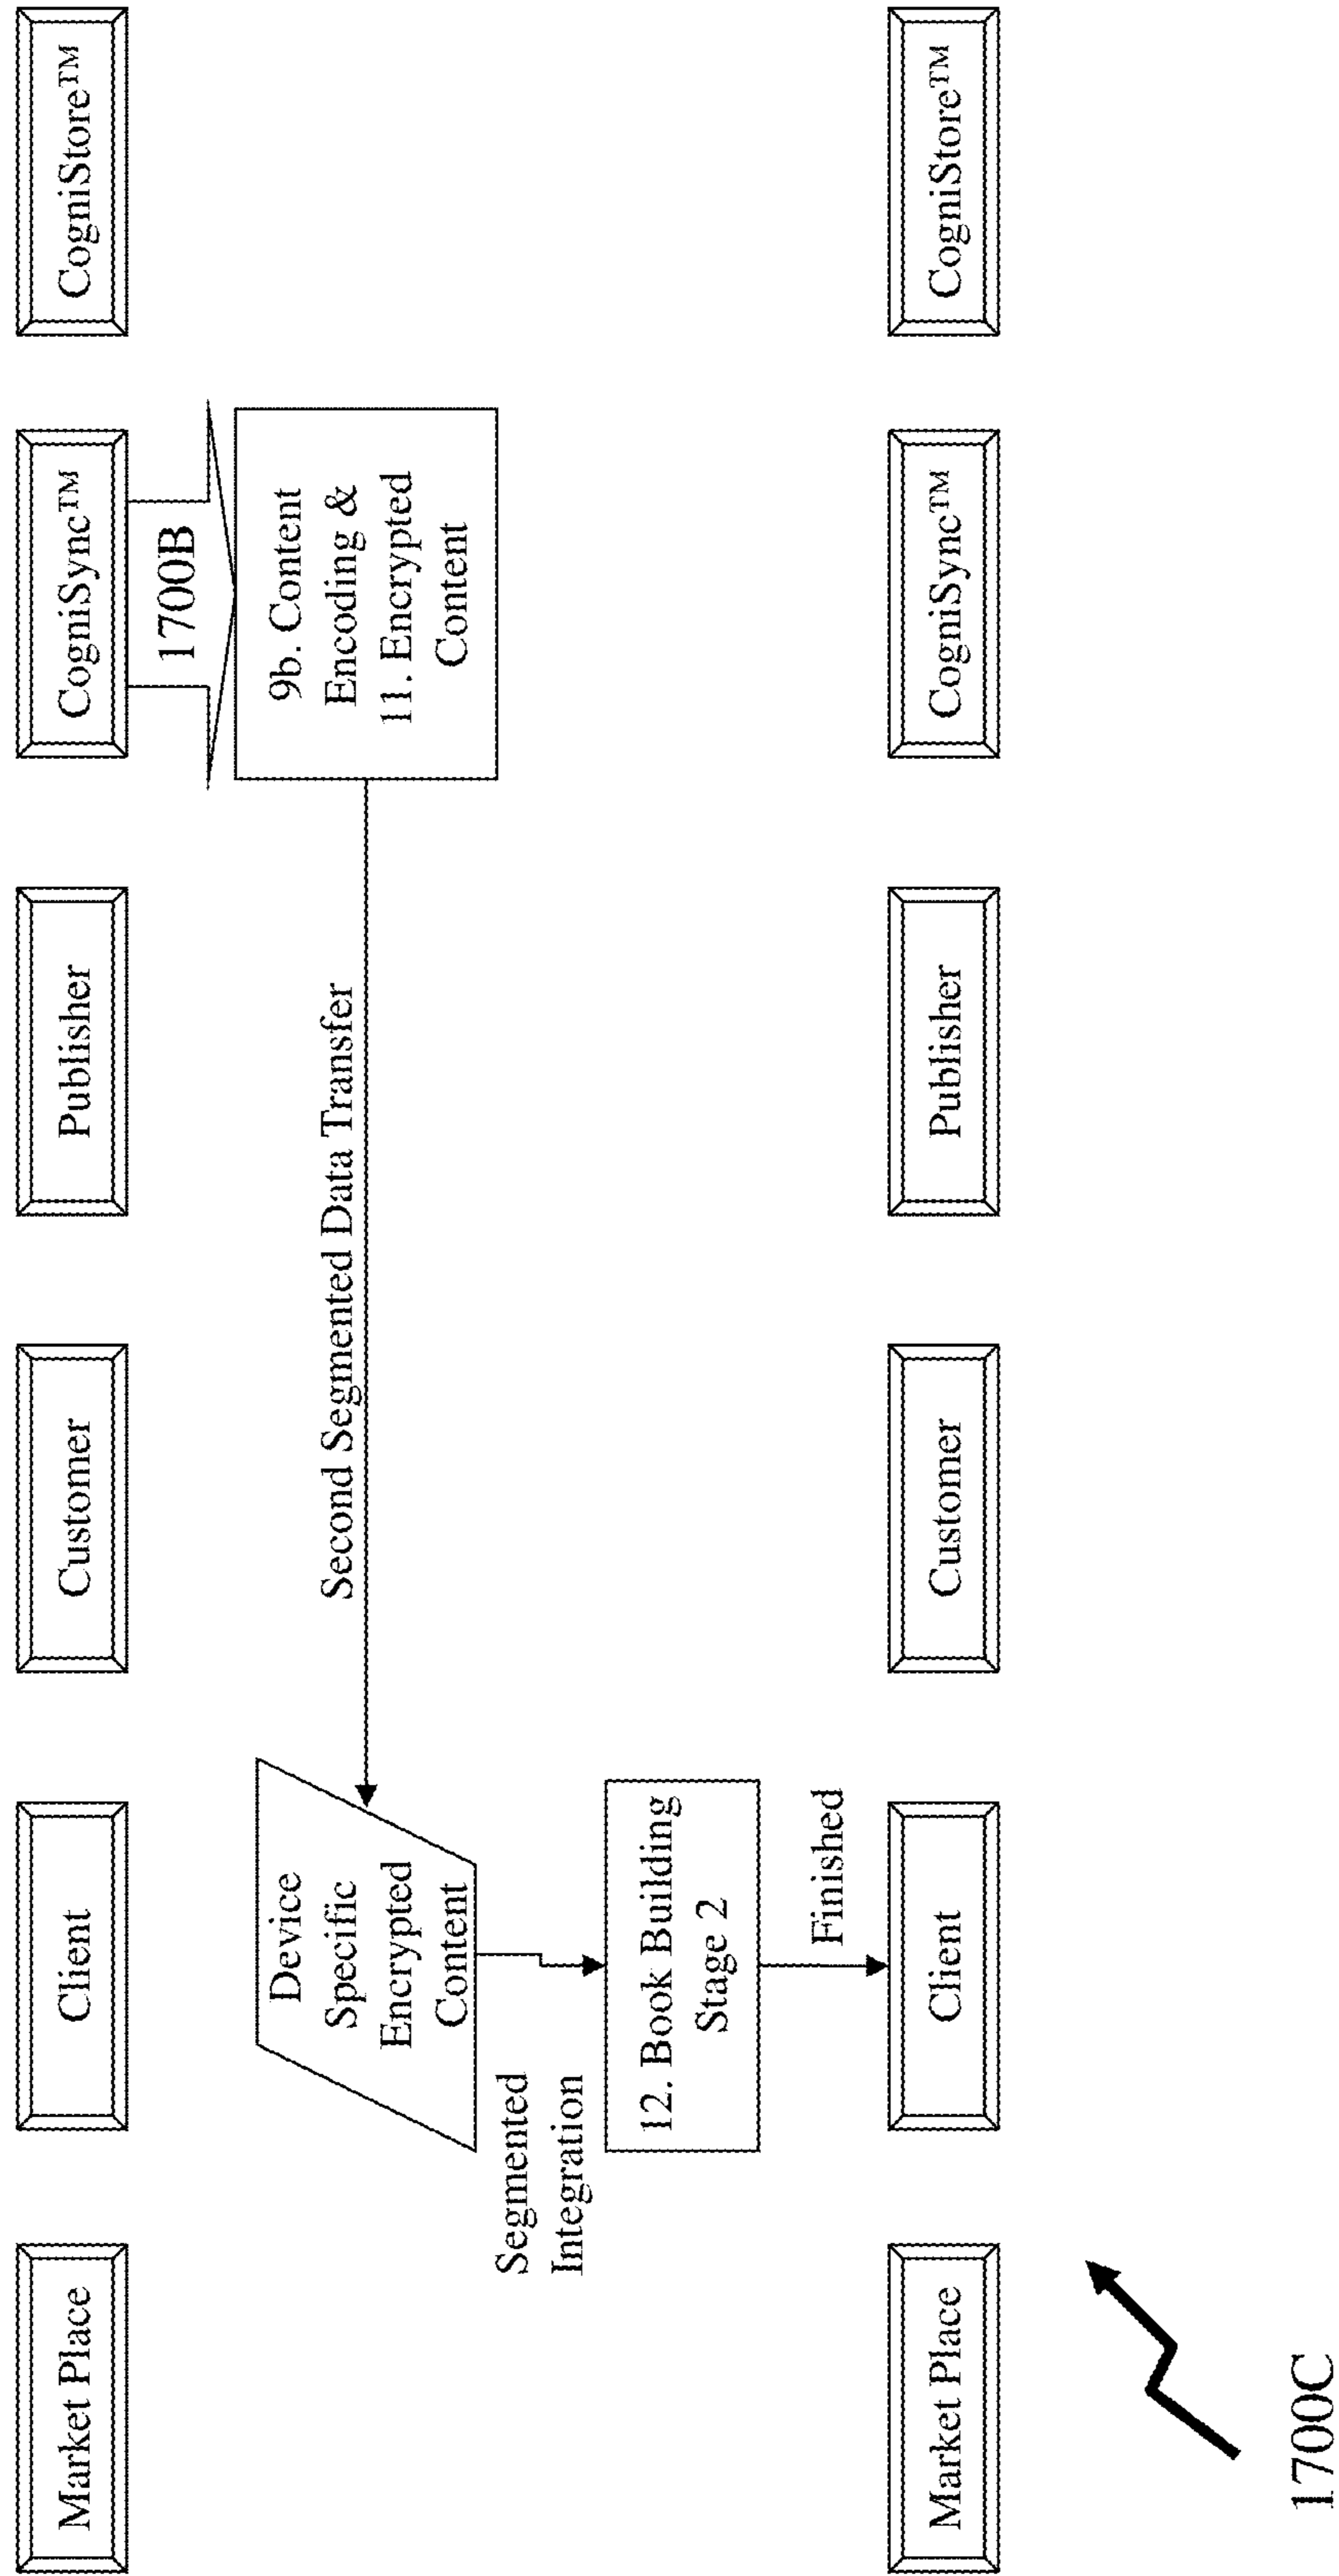 Market Place
Client
Customer
Publisher
CogniSync™
CogniStore™
1700B
9b. Content
Encoding &
11. Encrypted
Content
Second Segmented Data Transfer
Device
Specific
Encrypted
Content
Segmented
Integration
12. Book Building
Stage 2
Finished
Market Place
Client
Customer
Publisher
CogniSync™
CogniStore™
1700C